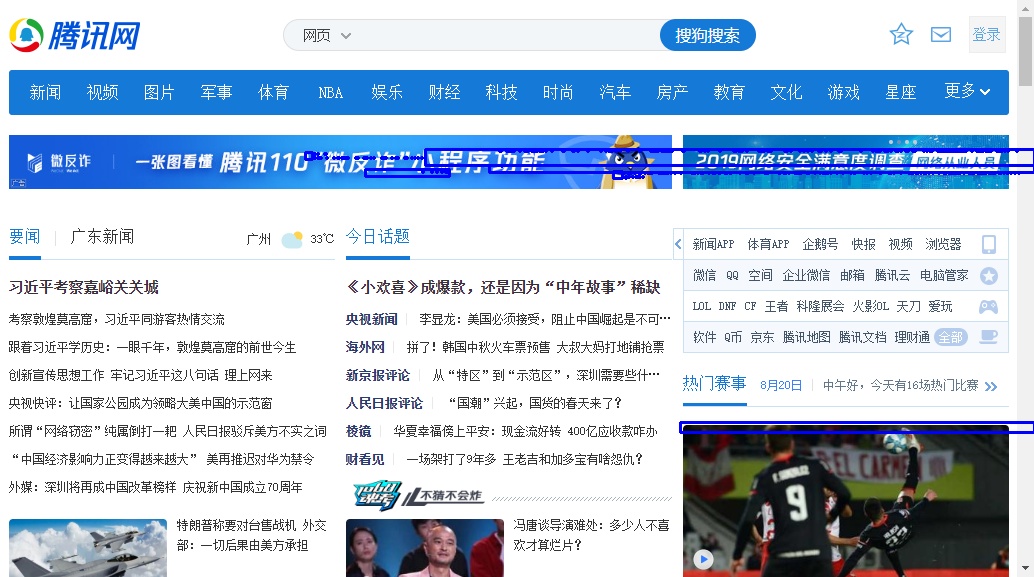 腾讯网
网页
搜狗搜索
登录
新闻 视频 图片 军事 体育 NBA 娱乐 财经 科技 时尚 汽车 房产 教育 文化 游戏 星座 更多
微反诈 一张图看懂 腾讯110“微反诈”小程序功能
广告
2019网络安全满意度调查 网络从业人员
要闻 广东新闻 广州 33℃
习近平考察嘉峪关关城
考察敦煌莫高窟,习近平同游客热情交流
跟着习近平学历史:一眼千年,敦煌莫高窟的前世今生
创新宣传思想工作 牢记习近平这八句话 理上网来
央视快评:让国家公园成为领略大美中国的示范窗
所谓“网络窃密”纯属倒打一耙 人民日报驳斥美方不实之词
“中国经济影响力正变得越来越大” 美再推迟对华为禁令
外媒:深圳将再成中国改革榜样 庆祝新中国成立70周年
特朗普称要对台售战机 外交
部:一切后果由美方承担
今日话题
《小欢喜》成爆款,还是因为“中年故事”稀缺
央视新闻 李显龙:美国必须接受,阻止中国崛起是不可…
海外网 拼了!韩国中秋火车票预售 大叔大妈打地铺抢票
新京报评论 从“特区”到“示范区”,深圳需要些什…
人民日报评论 “国潮”兴起,国货的春天来了?
棱镜 华夏幸福傍上平安:现金流好转 400亿应收款咋办
财看见 一场架打了9年多 王老吉和加多宝有啥怨仇?
不猜不会炸
冯唐谈导演难处:多少人不喜
欢才算烂片?
新闻APP 体育APP 企鹅号 快报 视频 浏览器
微信 QQ 空间 企业微信 邮箱 腾讯云 电脑管家
LOL DNF CF 王者 科隆展会 火影OL 天刀 爱玩
软件 Q币 京东 腾讯地图 腾讯文档 理财通 全部
热门赛事 8月20日 中午好,今天有16场热门比赛
9